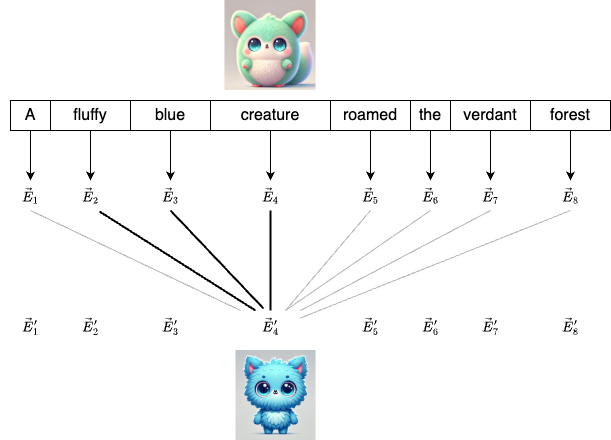 A fluffy blue creature roamed the verdant forest
$\vec{E}_1$ $\vec{E}_2$ $\vec{E}_3$ $\vec{E}_4$ $\vec{E}_5$ $\vec{E}_6$ $\vec{E}_7$ $\vec{E}_8$
$\vec{E}'_1$ $\vec{E}'_2$ $\vec{E}'_3$ $\vec{E}'_4$ $\vec{E}'_5$ $\vec{E}'_6$ $\vec{E}'_7$ $\vec{E}'_8$